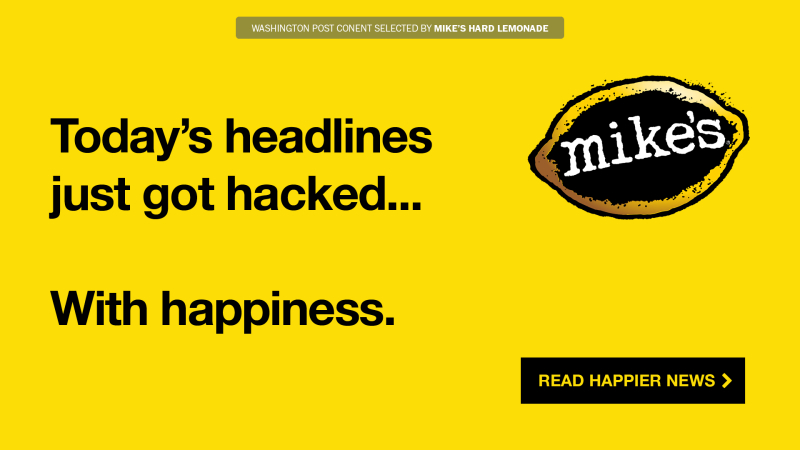 WASHINGTON POST CONENT SELECTED BY MIKE'S HARD LEMONADE
mike's
Today’s headlines
just got hacked...
With happiness.
READ HAPPIER NEWS